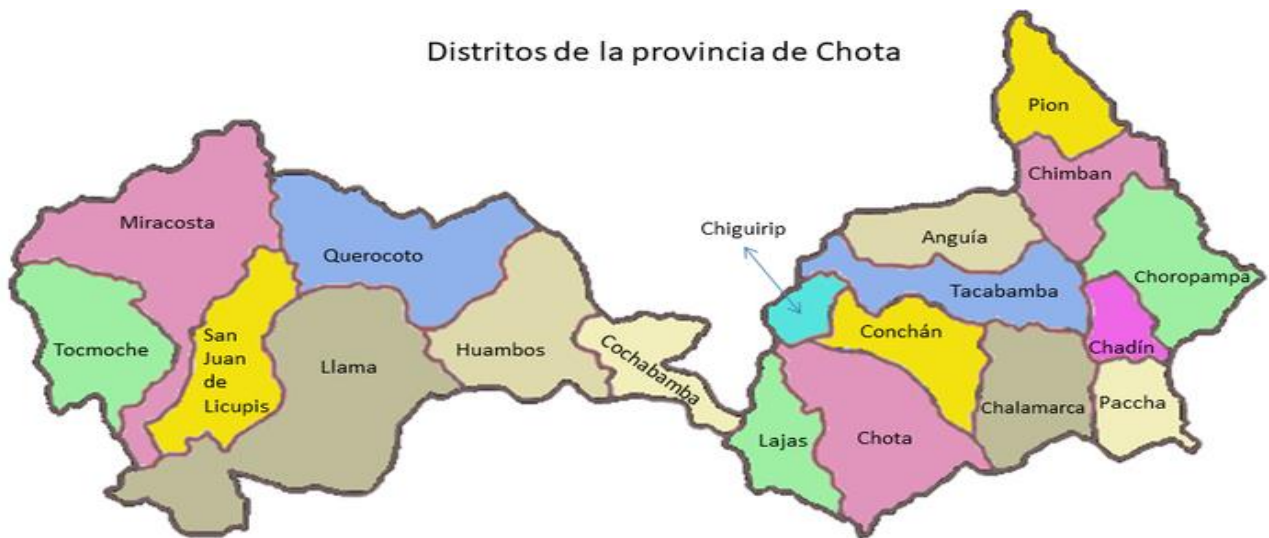 Distritos de la provincia de Chota
Pion
Chimban
Miracosta
Chiguirip
Anguía
Querocoto
Choropampa
Tacabamba
San
Juan
de
Licupis
Conchán
Tocmoche
Huambos
Cochabamba
Chadín
Llama
Chalamarca
Paccha
Lajas
Chota